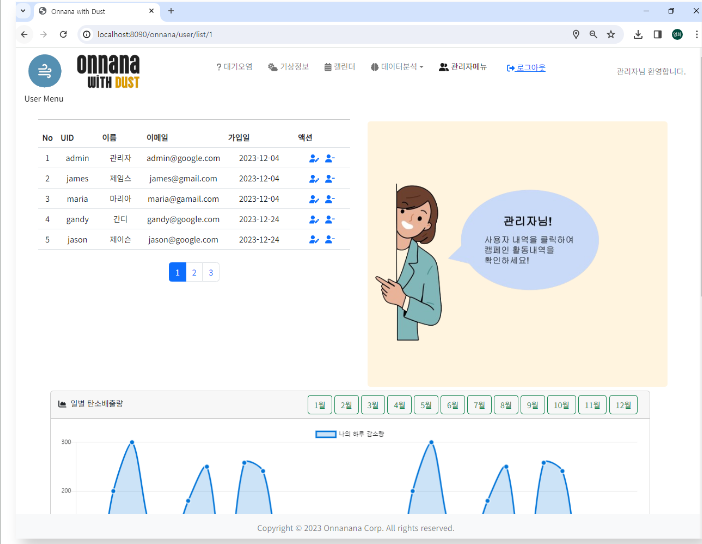 Onnana with Dust
localhost:8090/onnana/user/list/1
onnana
WITH DUST
대기오염
기상정보
캘린더
데이터분석
관리자메뉴
로그아웃
관리자님 환영합니다.
User Menu
No UID 이름 이메일 가입일 액션
1 admin 관리자 admin@google.com 2023-12-04
2 james 제임스 james@gmail.com 2023-12-04
3 maria 마리아 maria@gamail.com 2023-12-04
4 gandy 간디 gandy@google.com 2023-12-24
5 jason 제이슨 jason@google.com 2023-12-24
1 2 3
관리자님!
사용자 내역을 클릭하여
캠페인 활동내역을
확인하세요!
일별 탄소배출량
1월 2월 3월 4월 5월 6월 7월 8월 9월 10월 11월 12월
나의 하루 감소량
300
200
Copyright © 2023 Onnanana Corp. All rights reserved.